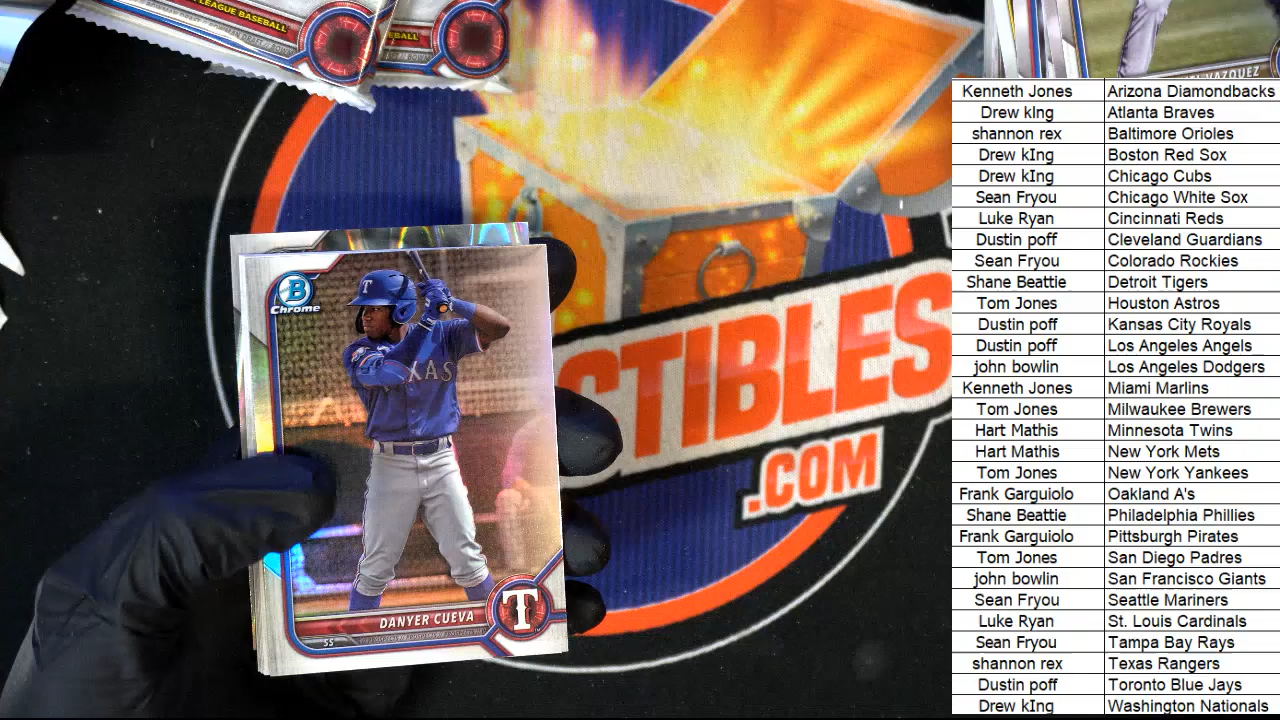 LEAGUE BASEBALL
BALL
VAZQUEZ
B
Chrome
T
XAS
DANYER CUEVA
SS
T
CTIBLES
.COM
Kenneth Jones Arizona Diamondbacks
Drew kIng Atlanta Braves
shannon rex Baltimore Orioles
Drew kIng Boston Red Sox
Drew kIng Chicago Cubs
Sean Fryou Chicago White Sox
Luke Ryan Cincinnati Reds
Dustin poff Cleveland Guardians
Sean Fryou Colorado Rockies
Shane Beattie Detroit Tigers
Tom Jones Houston Astros
Dustin poff Kansas City Royals
Dustin poff Los Angeles Angels
john bowlin Los Angeles Dodgers
Kenneth Jones Miami Marlins
Tom Jones Milwaukee Brewers
Hart Mathis Minnesota Twins
Hart Mathis New York Mets
Tom Jones New York Yankees
Frank Garguiolo Oakland A's
Shane Beattie Philadelphia Phillies
Frank Garguiolo Pittsburgh Pirates
Tom Jones San Diego Padres
john bowlin San Francisco Giants
Sean Fryou Seattle Mariners
Luke Ryan St. Louis Cardinals
Sean Fryou Tampa Bay Rays
shannon rex Texas Rangers
Dustin poff Toronto Blue Jays
Drew kIng Washington Nationals